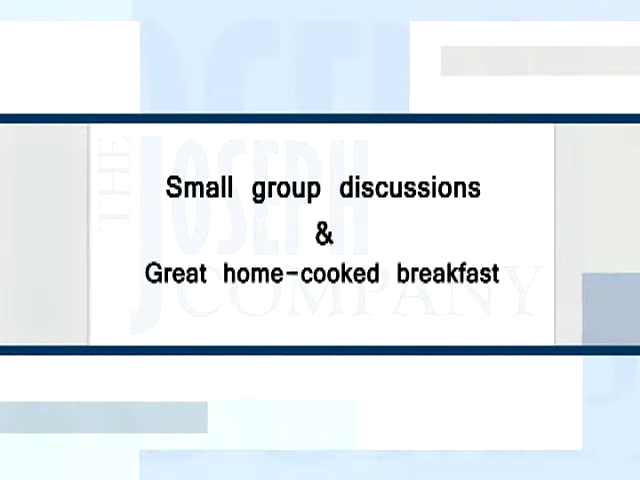 THE
JOSEPH
COMPANY
Small group discussions
&
Great home-cooked breakfast